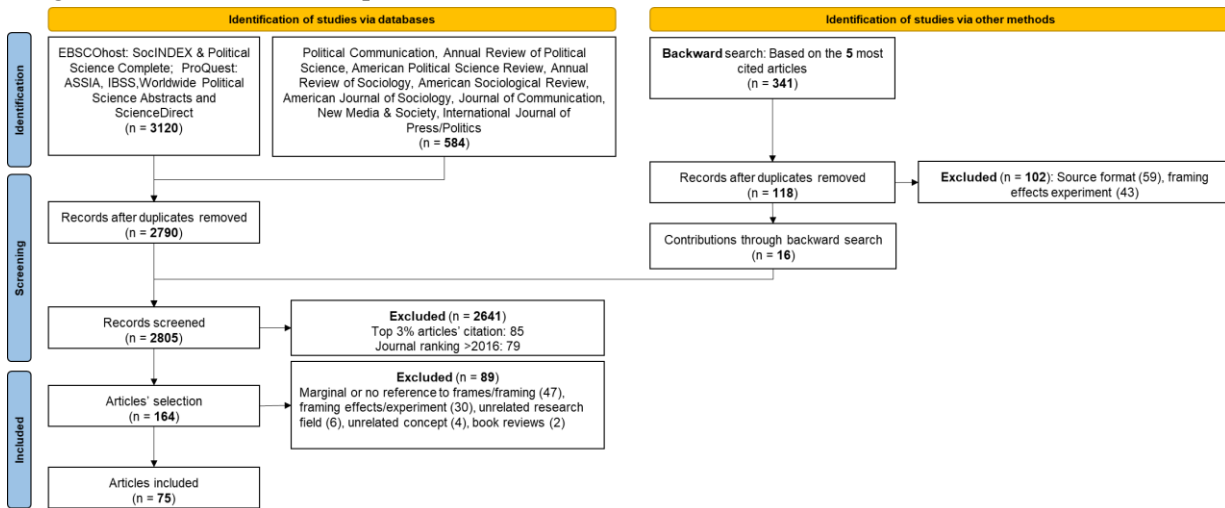 Identification of studies via databases
Identification of studies via other methods
Identification
EBSCOhost: SocINDEX & Political
Science Complete; ProQuest:
ASSIA, IBSS,Worldwide Political
Science Abstracts and
ScienceDirect
(n = 3120)
Political Communication, Annual Review of Political
Science, American Political Science Review, Annual
Review of Sociology, American Sociological Review,
American Journal of Sociology, Journal of Communication,
New Media & Society, International Journal of
Press/Politics
(n = 584)
Backward search: Based on the 5 most
cited articles
(n = 341)
Screening
Records after duplicates removed
(n = 2790)
Records after duplicates removed
(n = 118)
Excluded (n = 102): Source format (59), framing
effects experiment (43)
Contributions through backward search
(n = 16)
Records screened
(n = 2805)
Excluded (n = 2641)
Top 3% articles' citation: 85
Journal ranking >2016: 79
Included
Articles' selection
(n = 164)
Excluded (n = 89)
Marginal or no reference to frames/framing (47),
framing effects/experiment (30), unrelated research
field (6), unrelated concept (4), book reviews (2)
Articles included
(n = 75)